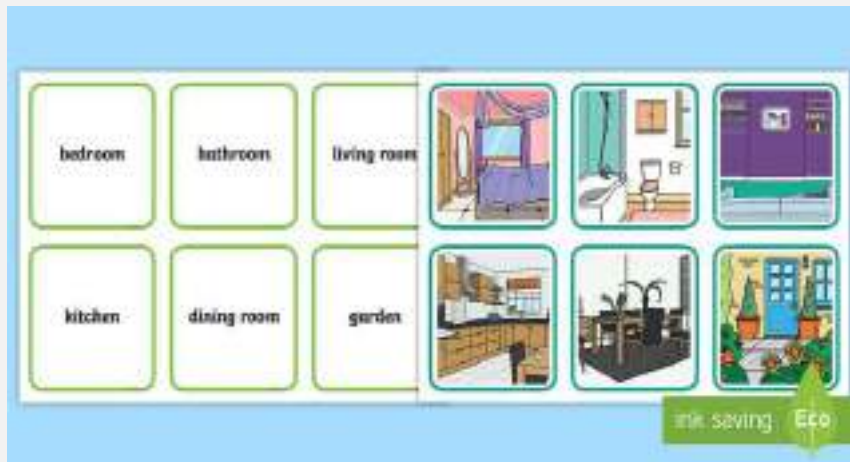 bedroom
bathroom
living room
kitchen
dining room
garden
ink saving
Eco